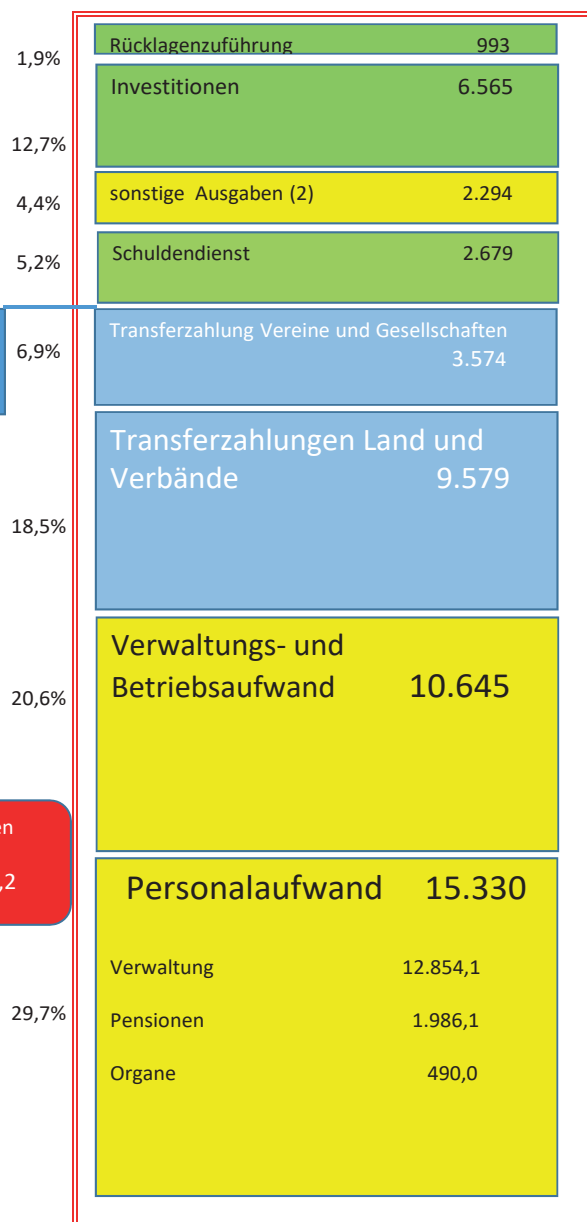 1,9%
Rücklagenzuführung 993
Investitionen 6.565
12,7%
4,4%
sonstige Ausgaben (2) 2.294
5,2%
Schuldendienst 2.679
6,9%
Transferzahlung Vereine und Gesellschaften
3.574
Transferzahlungen Land und
Verbände 9.579
18,5%
Verwaltungs- und
Betriebsaufwand 10.645
20,6%
en
,2
Personalaufwand 15.330
Verwaltung 12.854,1
29,7%
Pensionen 1.986,1
Organe 490,0